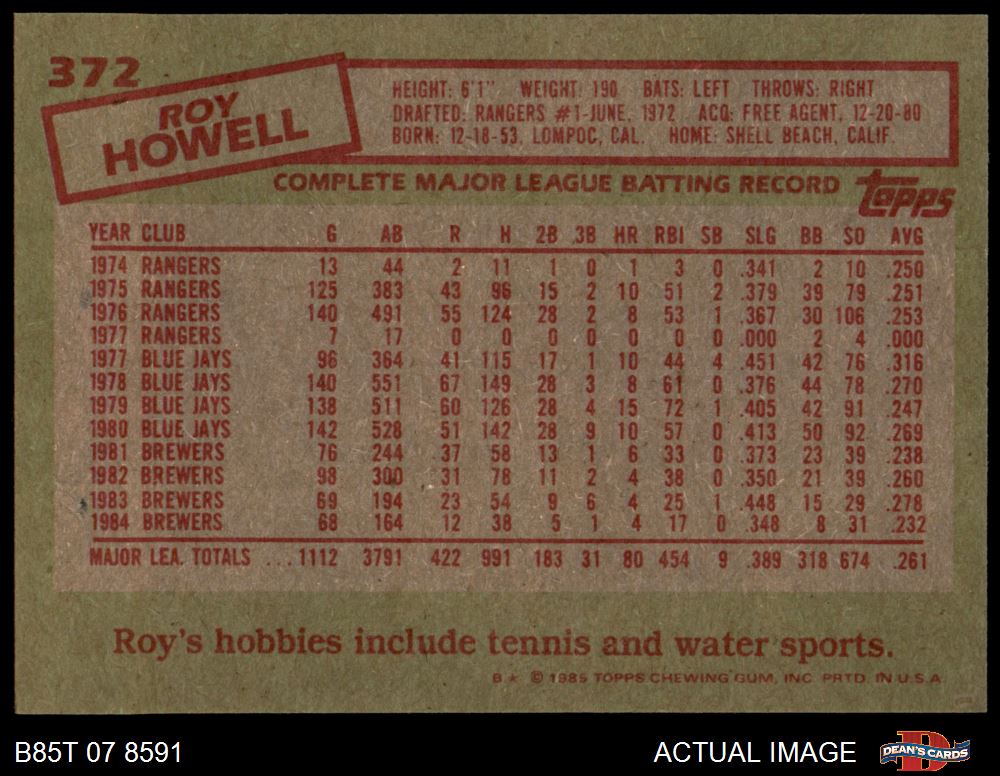 372
ROY
HOWELL
HEIGHT: 6'1" WEIGHT: 190 BATS: LEFT THROWS: RIGHT
DRAFTED: RANGERS #1-JUNE, 1972 ACQ: FREE AGENT, 12-20-80
BORN: 12-18-53, LOMPOC, CAL. HOME: SHELL BEACH, CALIF.
COMPLETE MAJOR LEAGUE BATTING RECORD topps
YEAR CLUB G AB R H 2B 3B HR RBI SB SLG BB SO AVG
1974 RANGERS 13 44 2 11 1 0 1 3 0 .341 2 10 .250
1975 RANGERS 125 383 43 96 15 2 10 51 2 .379 39 79 .251
1976 RANGERS 140 491 55 124 28 2 8 53 1 .367 30 106 .253
1977 RANGERS 7 17 0 0 0 0 0 0 0 .000 2 4 .000
1977 BLUE JAYS 96 364 41 115 17 1 10 44 4 .451 42 76 .316
1978 BLUE JAYS 140 551 67 149 28 3 8 61 0 .376 44 78 .270
1979 BLUE JAYS 138 511 60 126 28 4 15 72 1 .405 42 91 .247
1980 BLUE JAYS 142 528 51 142 28 9 10 57 0 .413 50 92 .269
1981 BREWERS 76 244 37 58 13 1 6 33 0 .373 23 39 .238
1982 BREWERS 98 300 31 78 11 2 4 38 0 .350 21 39 .260
1983 BREWERS 69 194 23 54 9 6 4 25 1 .448 15 29 .278
1984 BREWERS 68 164 12 38 5 1 4 17 0 .348 8 31 .232
MAJOR LEA. TOTALS ...1112 3791 422 991 183 31 80 454 9 .389 318 674 .261
Roy's hobbies include tennis and water sports.
B★ © 1985 TOPPS CHEWING GUM, INC. PRTD. IN U.S.A.
B85T 07 8591 ACTUAL IMAGE DEAN'S CARDS